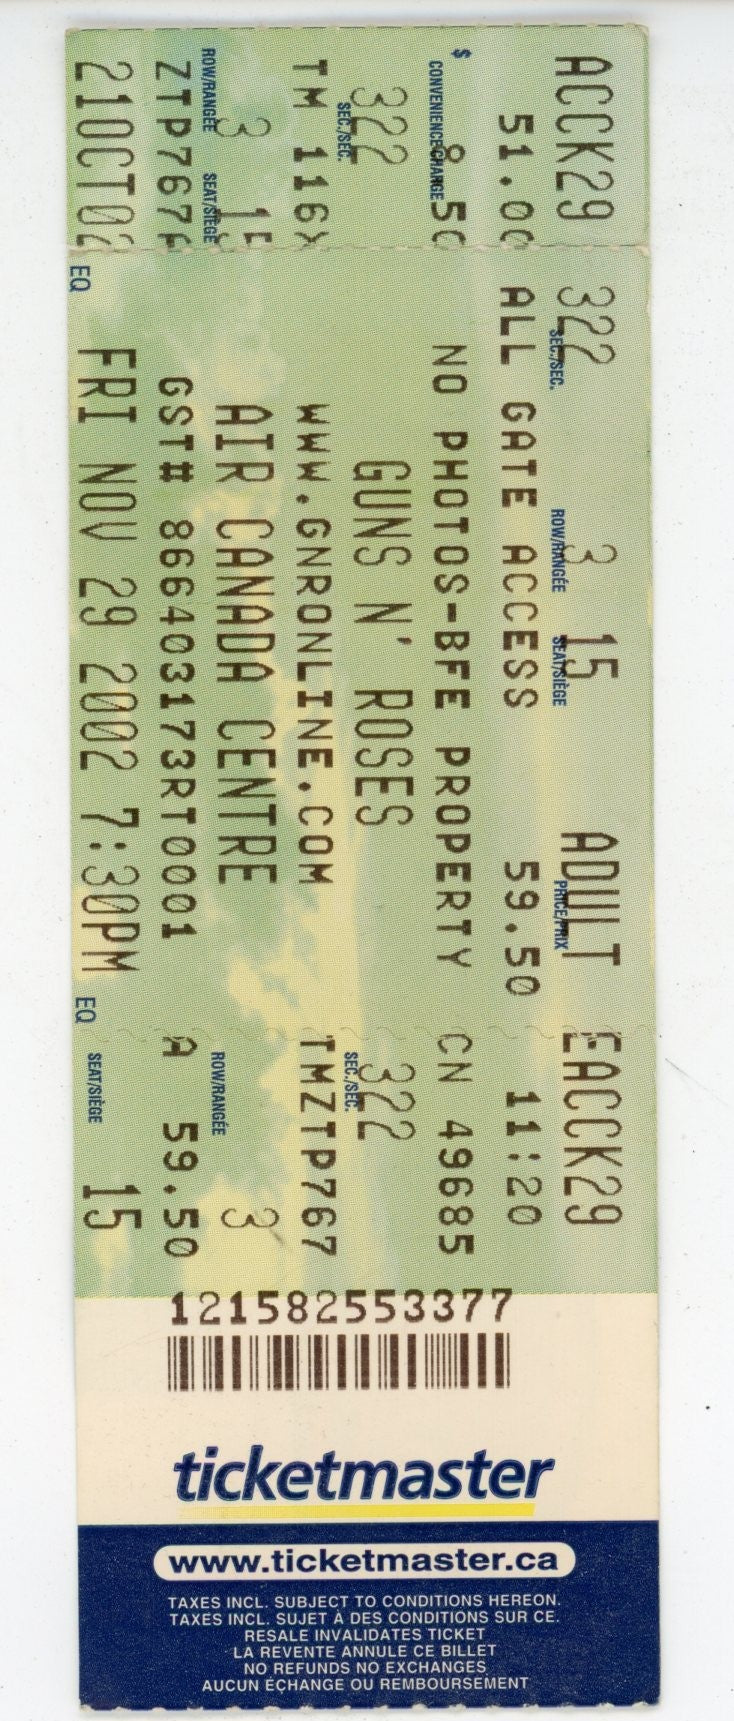 ACCK29
51.00
$ 8.50
CONVENIENCE CHARGE
322
SEC./SEC.
TM 116X
ROW/RANGÉE SEAT/SIÈGE
3 15
ZTP767
21OCT02
322 3 15 ADULT EACCK29
SEC./SEC. ROW/RANGÉE SEAT/SIÈGE PRICE/PRIX
ALL GATE ACCESS 59.50
NO PHOTOS-BFE PROPERTY
GUNS N' ROSES
WWW.GNRONLINE.COM
AIR CANADA CENTRE
GST# 866403173RT0001
FRI NOV 29 2002 7:30PM
EQ EQ
11:20
CN 49685
322
SEC./SEC.
TMZTP767
ROW/RANGÉE 3
A 59.50
SEAT/SIÈGE 15
121582553377
ticketmaster
www.ticketmaster.ca
TAXES INCL. SUBJECT TO CONDITIONS HEREON.
TAXES INCL. SUJET À DES CONDITIONS SUR CE.
RESALE INVALIDATES TICKET
LA REVENTE ANNULE CE BILLET
NO REFUNDS NO EXCHANGES
AUCUN ÉCHANGE OU REMBOURSEMENT